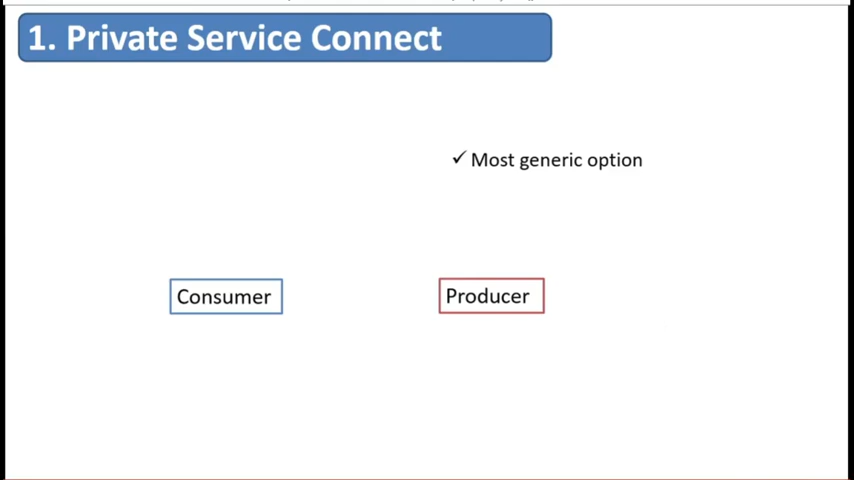 1. Private Service Connect
✓ Most generic option
Consumer
Producer